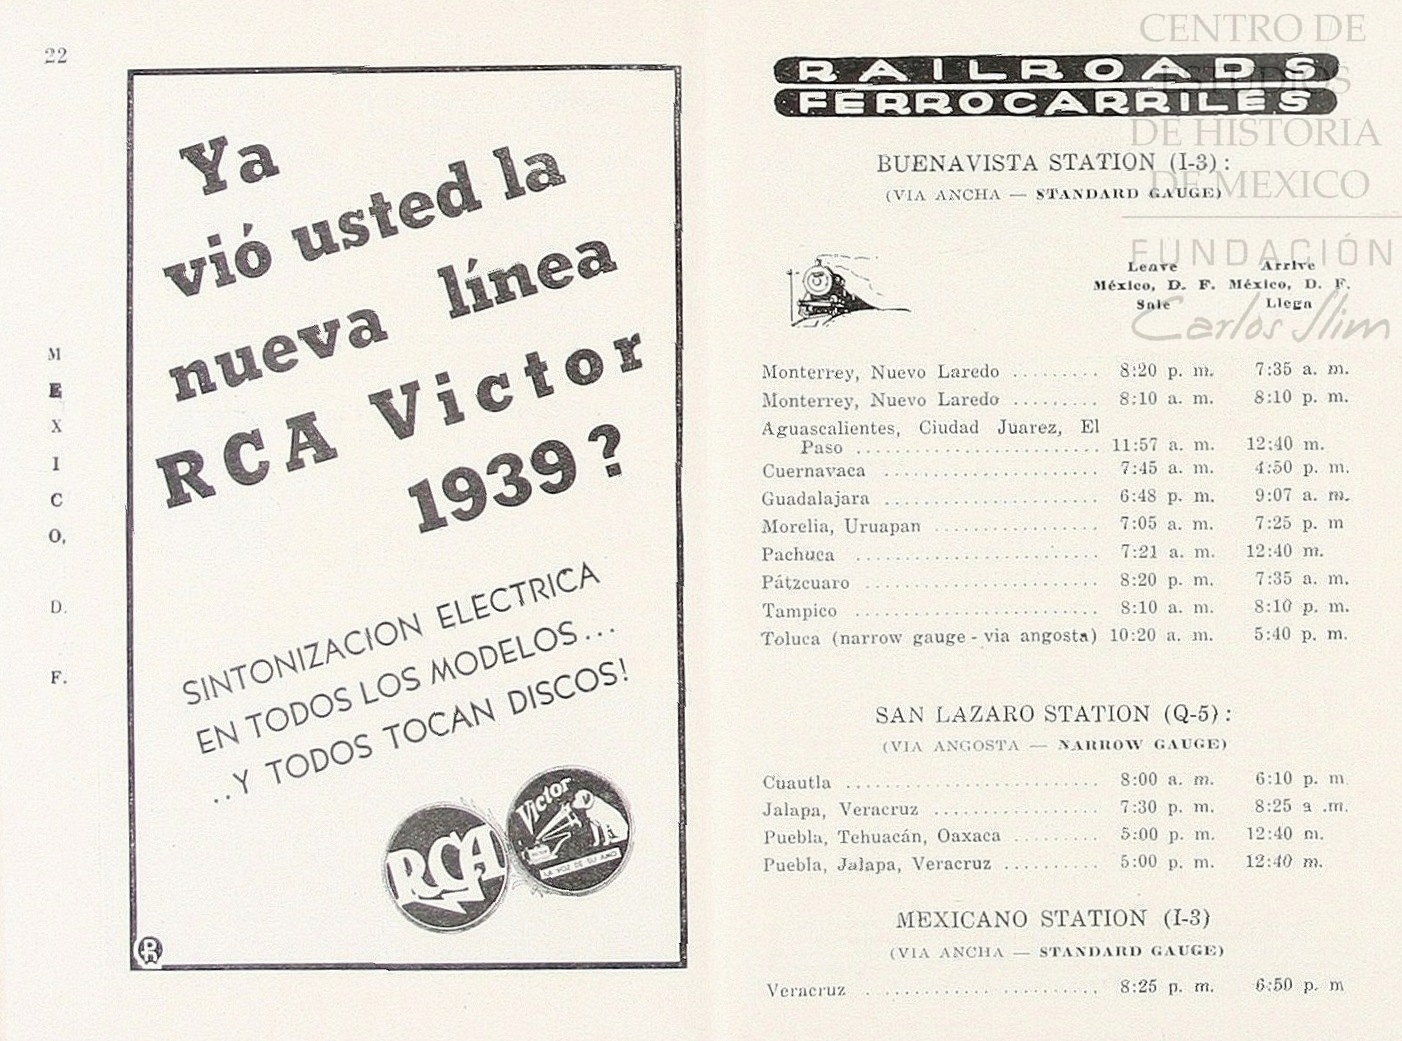 22
MEXICO, D. F.
Ya
vió usted la
nueva línea
RCA Victor
1939?
SINTONIZACION ELECTRICA
EN TODOS LOS MODELOS...
..Y TODOS TOCAN DISCOS!
RCA
Victor
LA VOZ DE SU AMO
RAILROADS
FERROCARRILES
BUENAVISTA STATION (I-3):
(VIA ANCHA — STANDARD GAUGE)
Leave Arrive
México, D. F. México, D. F.
Sale Llega
Monterrey, Nuevo Laredo ......... 8:20 p. m. 7:35 a. m.
Monterrey, Nuevo Laredo ......... 8:10 a. m. 8:10 p. m.
Aguascalientes, Ciudad Juarez, El
Paso ........................ 11:57 a. m. 12:40 m.
Cuernavaca ..................... 7:45 a. m. 4:50 p. m.
Guadalajara ..................... 6:48 p. m. 9:07 a. m.
Morelia, Uruapan ................ 7:05 a. m. 7:25 p. m
Pachuca ........................ 7:21 a. m. 12:40 m.
Pátzcuaro ....................... 8:20 p. m. 7:35 a. m.
Tampico ........................ 8:10 a. m. 8:10 p. m.
Toluca (narrow gauge - via angosta) 10:20 a. m. 5:40 p. m.
SAN LAZARO STATION (Q-5):
(VIA ANGOSTA — NARROW GAUGE)
Cuautla ......................... 8:00 a. m. 6:10 p. m
Jalapa, Veracruz ................ 7:30 p. m. 8:25 a .m.
Puebla, Tehuacán, Oaxaca ........ 5:00 p. m. 12:40 m.
Puebla, Jalapa, Veracruz ......... 5:00 p. m. 12:40 m.
MEXICANO STATION (I-3)
(VIA ANCHA — STANDARD GAUGE)
Veracruz ....................... 8:25 p. m. 6:50 p. m
CENTRO DE
ESTUDIOS
DE HISTORIA
DE MEXICO
FUNDACIÓN
Carlos Slim